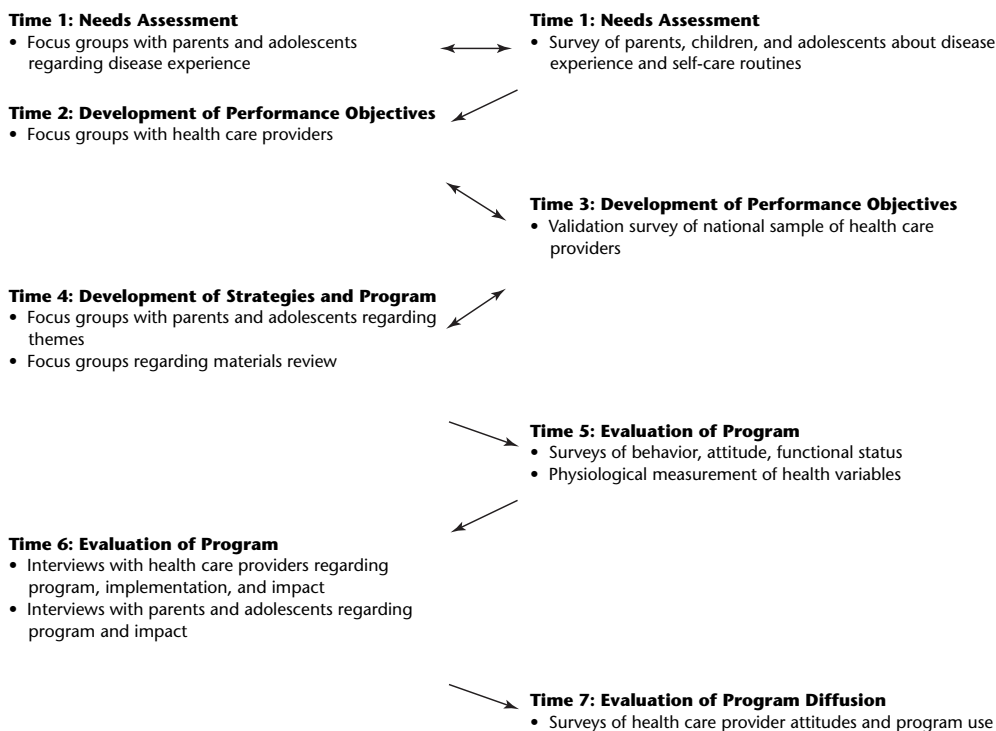 Time 1: Needs Assessment
• Focus groups with parents and adolescents
regarding disease experience
Time 1: Needs Assessment
• Survey of parents, children, and adolescents about disease
experience and self-care routines
Time 2: Development of Performance Objectives
• Focus groups with health care providers
Time 3: Development of Performance Objectives
• Validation survey of national sample of health care
providers
Time 4: Development of Strategies and Program
• Focus groups with parents and adolescents regarding
themes
• Focus groups regarding materials review
Time 5: Evaluation of Program
• Surveys of behavior, attitude, functional status
• Physiological measurement of health variables
Time 6: Evaluation of Program
• Interviews with health care providers regarding
program, implementation, and impact
• Interviews with parents and adolescents regarding
program and impact
Time 7: Evaluation of Program Diffusion
• Surveys of health care provider attitudes and program use